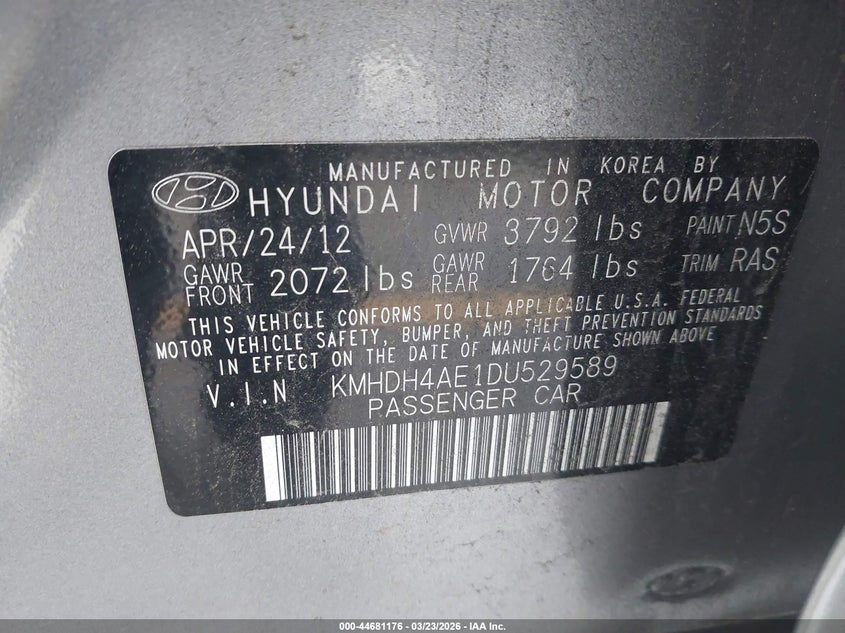 MANUFACTURED IN KOREA BY
HYUNDAI MOTOR COMPANY
APR/24/12 GVWR 3792 lbs PAINT N5S
GAWR FRONT 2072 lbs GAWR REAR 1764 lbs TRIM RAS
THIS VEHICLE CONFORMS TO ALL APPLICABLE U.S.A. FEDERAL
MOTOR VEHICLE SAFETY, BUMPER, AND THEFT PREVENTION STANDARDS
IN EFFECT ON THE DATE OF MANUFACTURE SHOWN ABOVE
V.I.N KMHDH4AE1DU529589
PASSENGER CAR
000-44681176 - 03/23/2026 - IAA Inc.